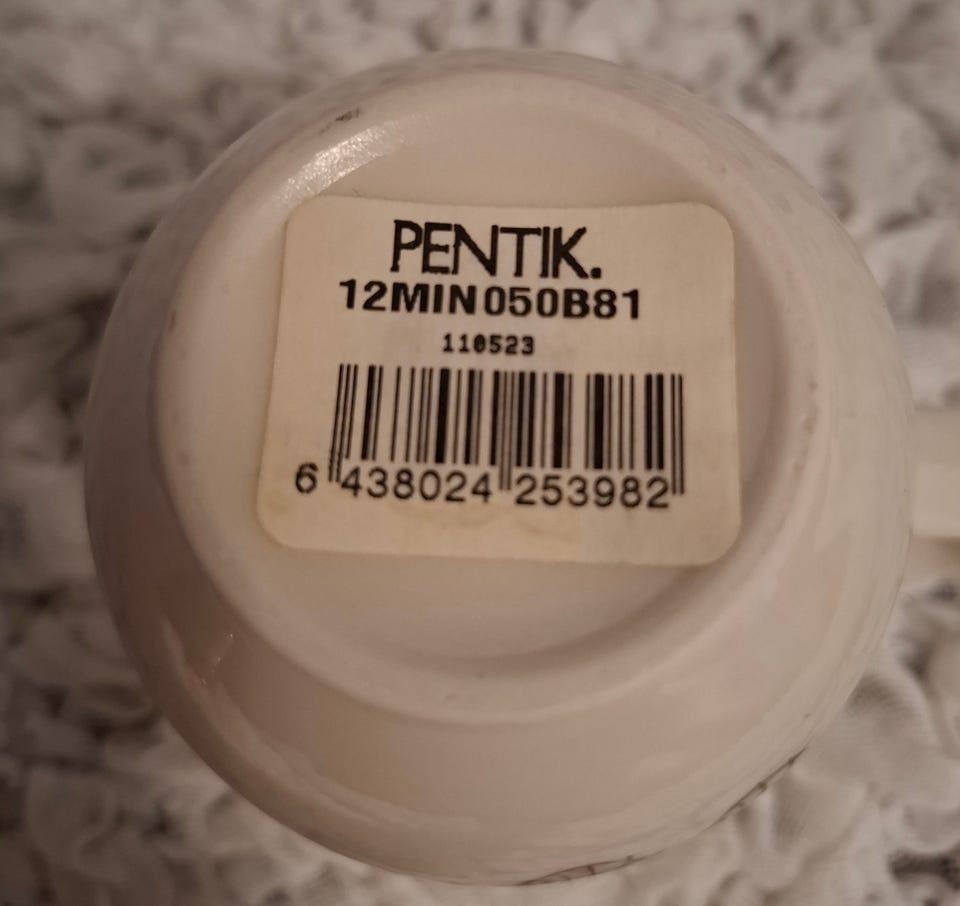 PENTIK.
12MIN050B81
110523
6 438024 253982